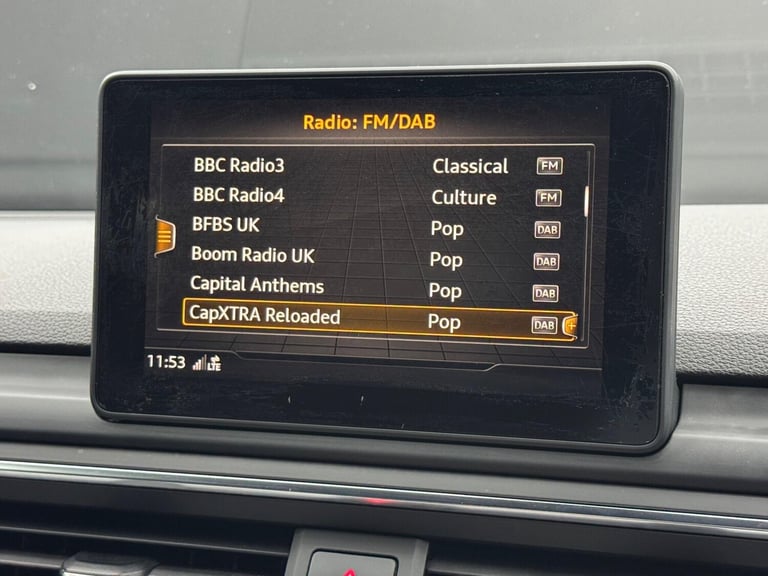 Radio: FM/DAB
BBC Radio3 Classical FM
BBC Radio4 Culture FM
BFBS UK Pop DAB
Boom Radio UK Pop DAB
Capital Anthems Pop DAB
CapXTRA Reloaded Pop DAB
11:53 LTE